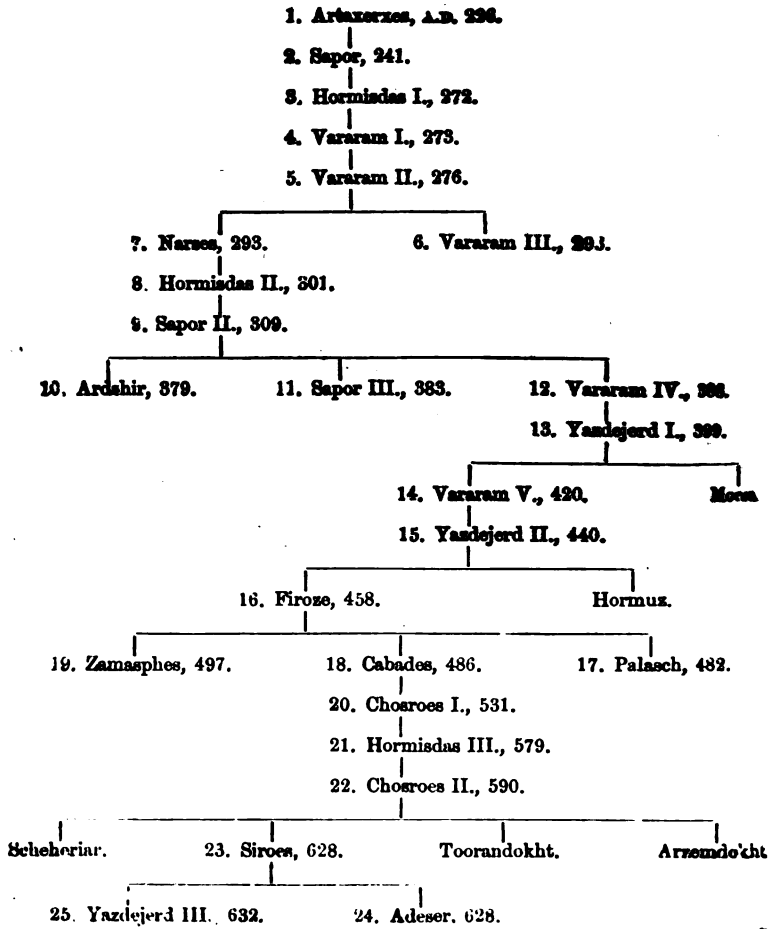 1. Artaxerxes, A.D. 226.
2. Sapor, 241.
3. Hormisdas I., 272.
4. Vararam I., 273.
5. Vararam II., 276.
7. Narses, 293. 6. Vararam III., 293.
8. Hormisdas II., 301.
9. Sapor II., 309.
10. Ardshir, 379. 11. Sapor III., 383. 12. Vararam IV.,
13. Yazdejerd I., 399.
14. Vararam V., 420.
15. Yazdejerd II., 440.
16. Firoze, 458. Hormuz.
19. Zamasphes, 497. 18. Cabades, 486. 17. Palasch, 482.
20. Chosroes I., 531.
21. Hormisdas III., 579.
22. Chosroes II., 590.
Scheheriar. 23. Siroes, 628. Toorandokht. Arzemdokht
25. Yazdejerd III. 632. 24. Adeser. 628.